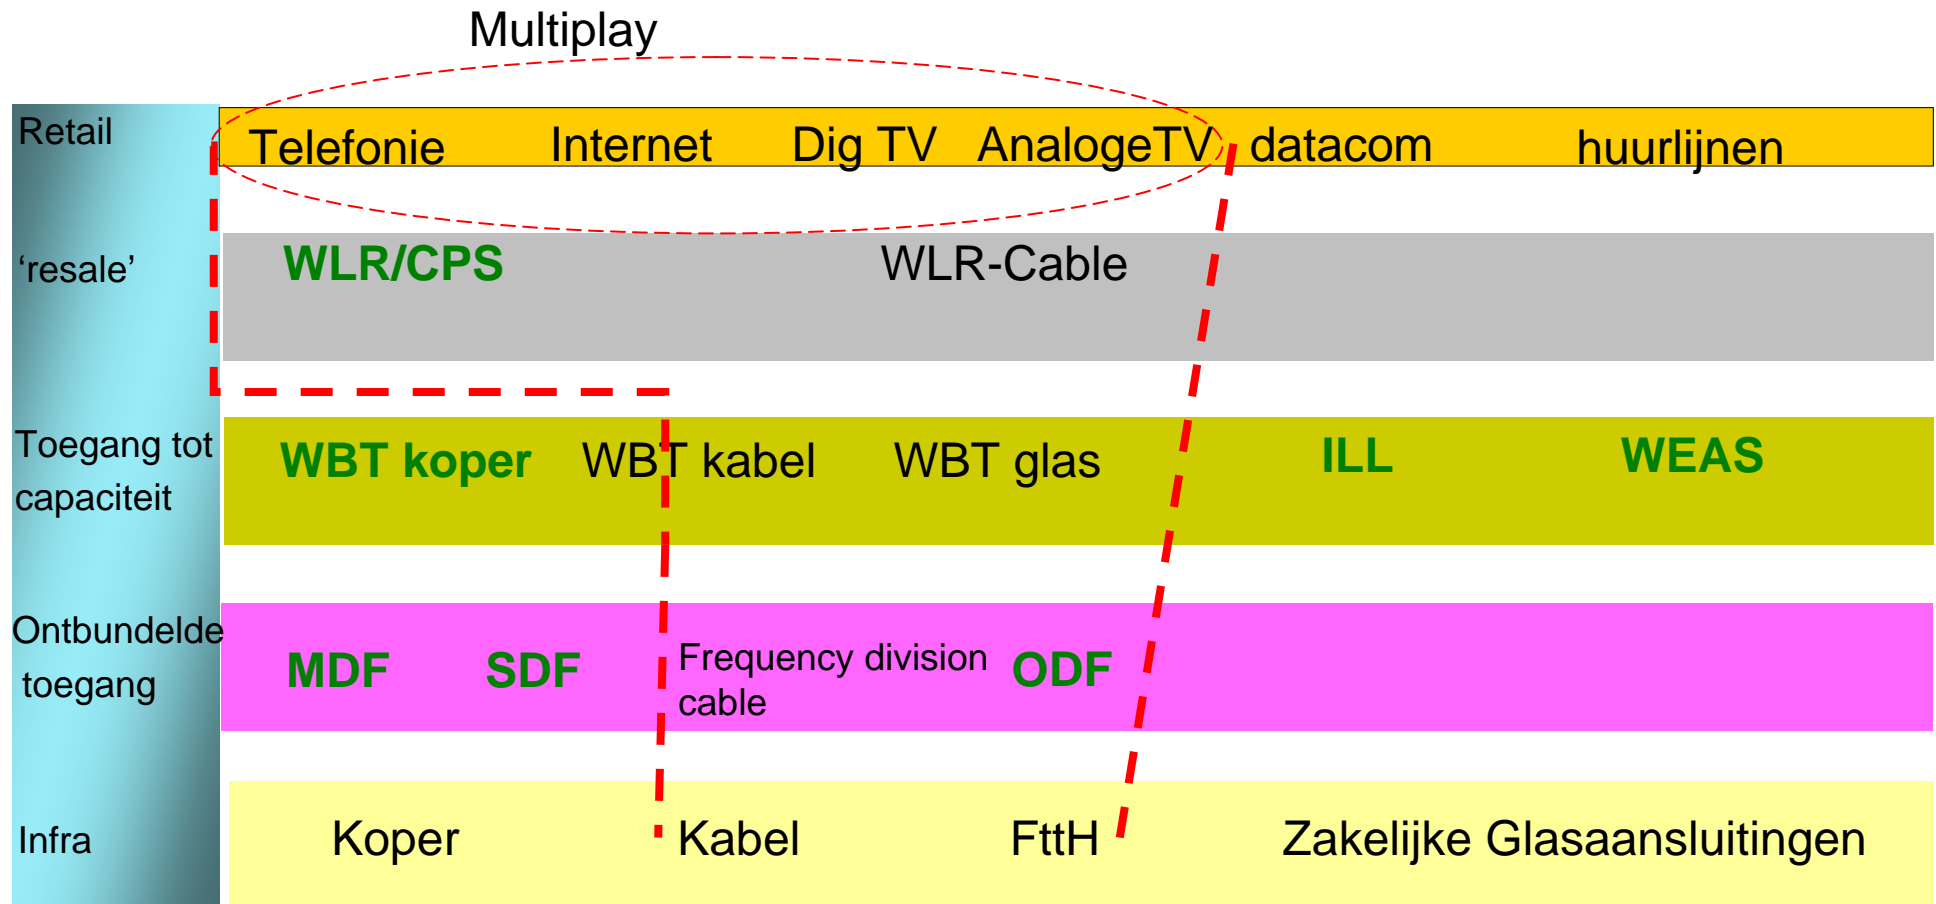 Multiplay
Retail
Telefonie Internet Dig TV AnalogeTV datacom huurlijnen
‘resale’
WLR/CPS WLR-Cable
Toegang tot
capaciteit
WBT koper WBT kabel WBT glas ILL WEAS
Ontbundelde
toegang
MDF SDF Frequency division
cable ODF
Infra
Koper Kabel FttH Zakelijke Glasaansluitingen